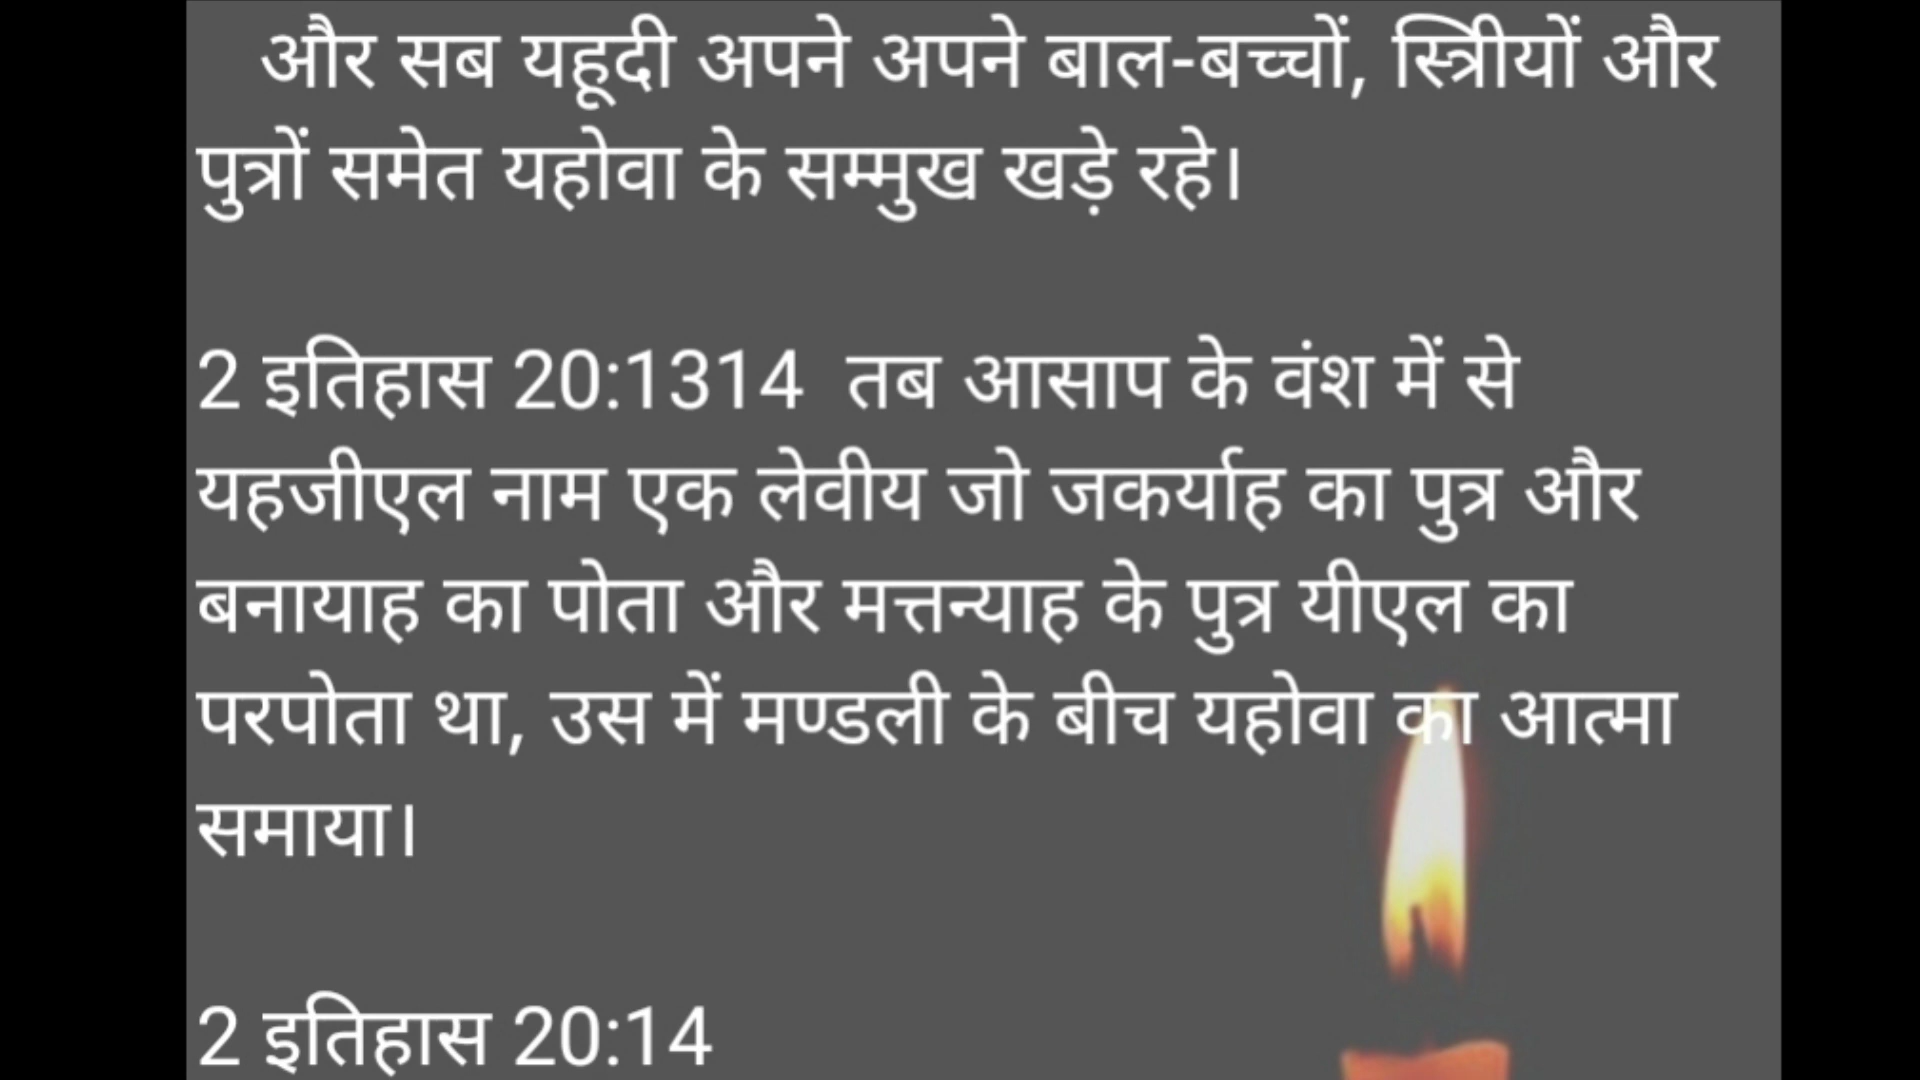 और सब यहूदी अपने अपने बाल-बच्चों, स्त्रिीयों और
पुत्रों समेत यहोवा के सम्मुख खड़े रहे।
2 इतिहास 20:1314 तब आसाप के वंश में से
यहजीएल नाम एक लेवीय जो जकर्याह का पुत्र और
बनायाह का पोता और मत्तन्याह के पुत्र यीएल का
परपोता था, उस में मण्डली के बीच यहोवा का आत्मा
समाया।
2 इतिहास 20:14